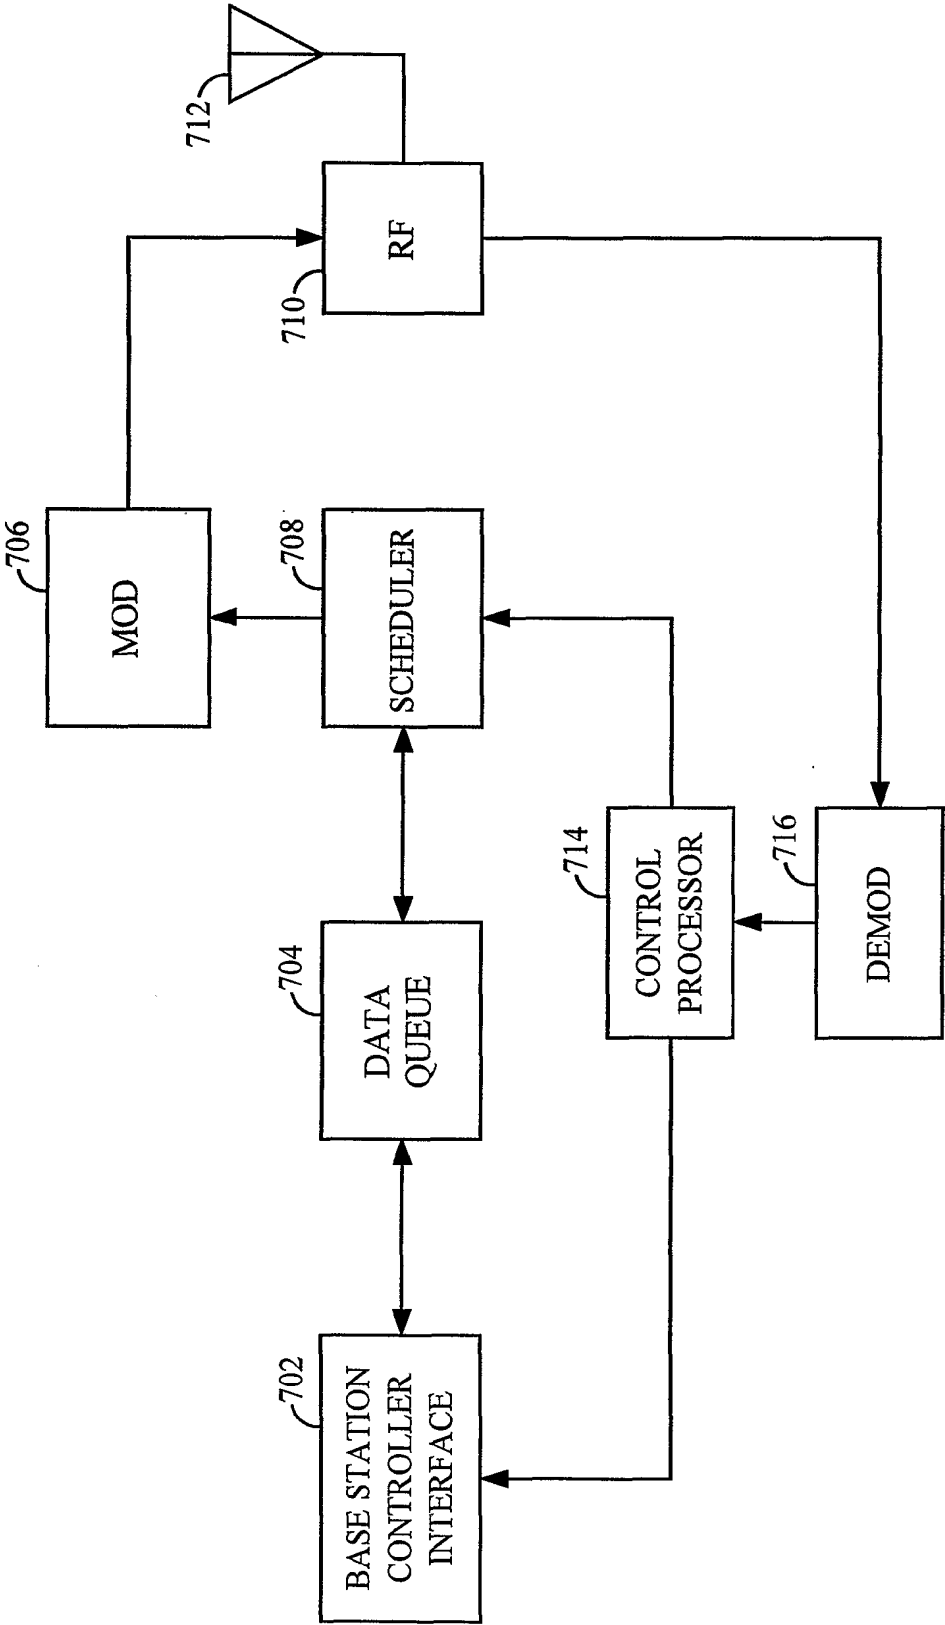 706
MOD
712
710
RF
702
BASE STATION
CONTROLLER
INTERFACE
704
DATA
QUEUE
708
SCHEDULER
714
CONTROL
PROCESSOR
716
DEMOD